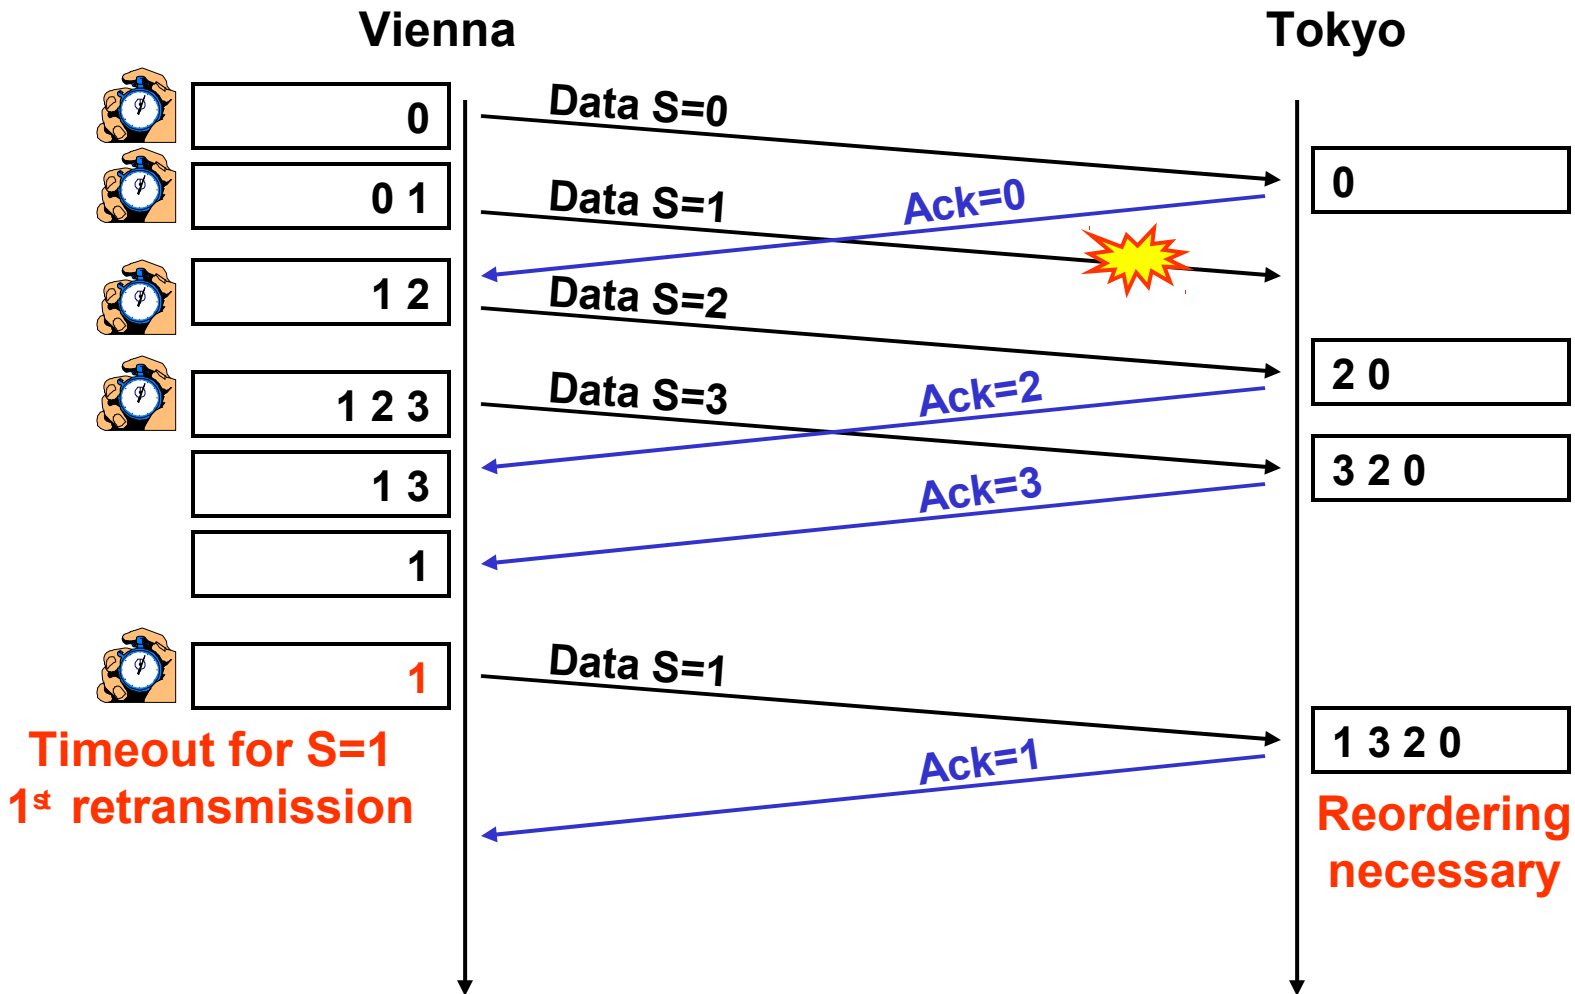 Vienna
Tokyo
0
Data S=0
0
0 1
Data S=1
Ack=0
1 2
Data S=2
2 0
1 2 3
Data S=3
Ack=2
3 2 0
1 3
Ack=3
1
1
Data S=1
1 3 2 0
Timeout for S=1
1st retransmission
Ack=1
Reordering
necessary